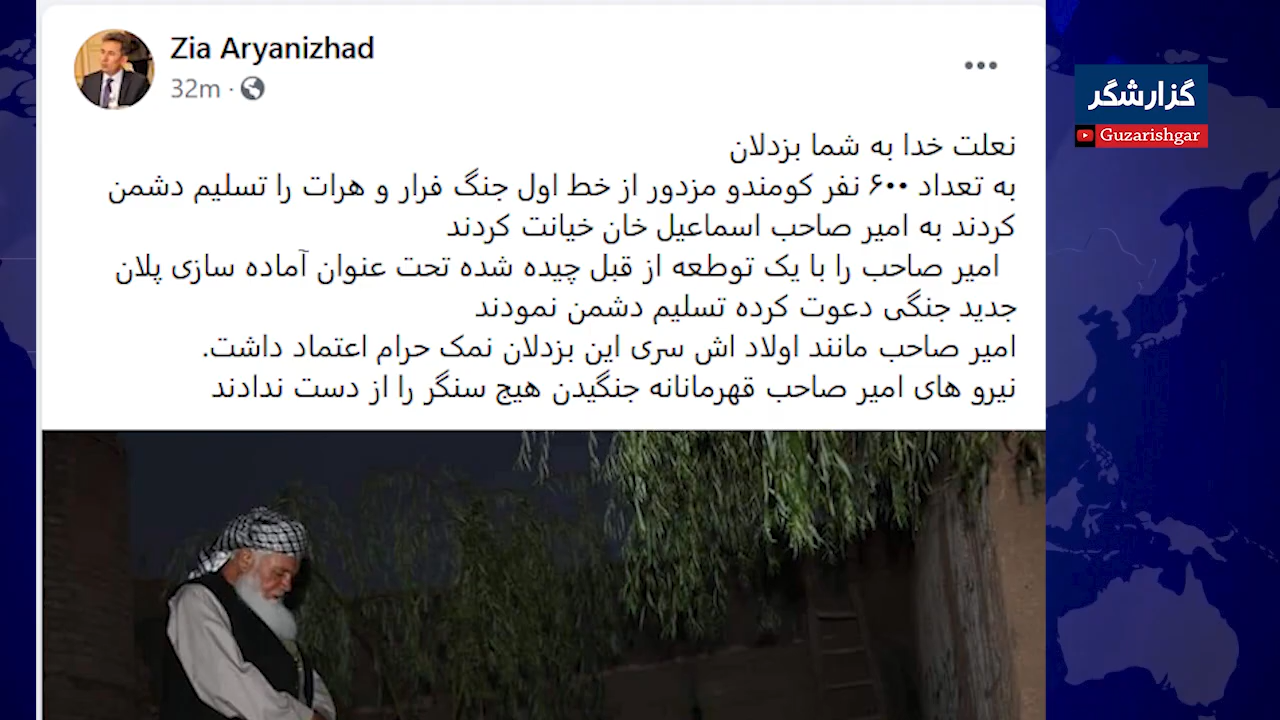 Zia Aryanizhad
32m ·
گزارشگر
Guzarishgar
نعلت خدا به شما بزدلان
به تعداد ۶۰۰ نفر کومندو مزدور از خط اول جنگ فرار و هرات را تسلیم دشمن
کردند به امیر صاحب اسماعیل خان خیانت کردند
امیر صاحب را با یک توطعه از قبل چیده شده تحت عنوان آماده سازی پلان
جدید جنگی دعوت کرده تسلیم دشمن نمودند
امیر صاحب مانند اولاد اش سری این بزدلان نمک حرام اعتماد داشت.
نیرو های امیر صاحب قهرمانانه جنگیدن هیچ سنگر را از دست ندادند